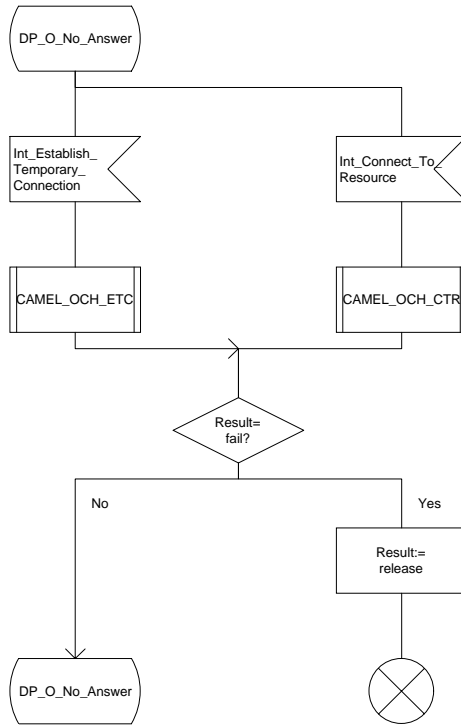 DP_O_No_Answer
Int_Establish_
Temporary_
Connection
Int_Connect_To_
Resource
CAMEL_OCH_ETC
CAMEL_OCH_CTR
Result=
fail?
No
Yes
Result:=
release
DP_O_No_Answer